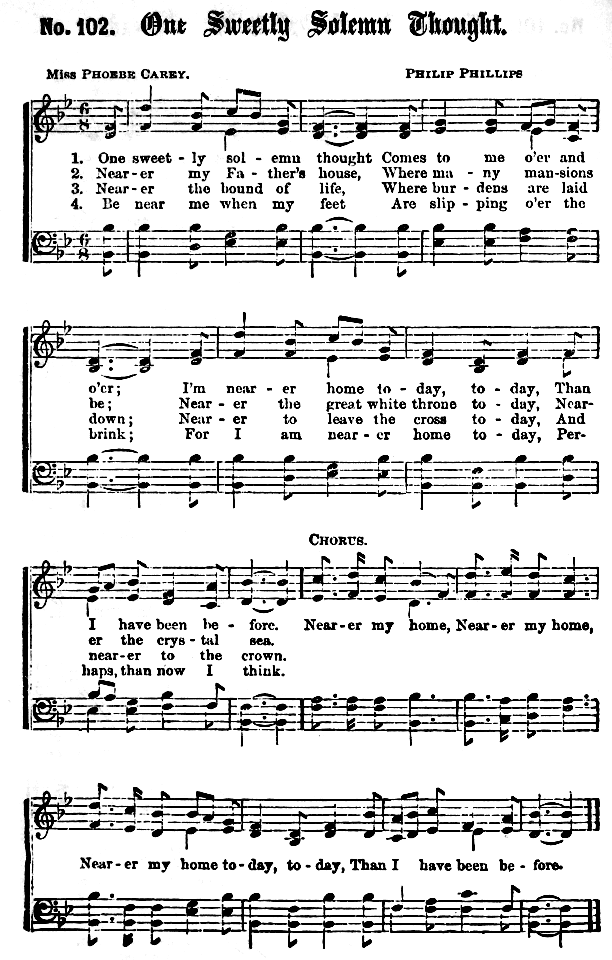 No. 102. One Sweetly Solemn Thought.
Miss Phoebe Carey. Philip Phillips
1. One sweet - ly sol - emn thought Comes to me o'er and
2. Near-er my Fa - ther's house, Where ma - ny man-sions
3. Near-er the bound of life, Where bur - dens are laid
4. Be near me when my feet Are slip - ping o'er the
o'er; I'm near - er home to - day, to - day, Than
be; Near - er the great white throne to - day, Near-
down; Near - er to leave the cross to - day, And
brink; For I am near - er home to - day, Per-
Chorus.
I have been be - fore. Near-er my home, Near-er my home,
er the crys - tal sea.
near-er to the crown.
haps, than now I think.
Near-er my home to-day, to - day, Than I have been be - fore.